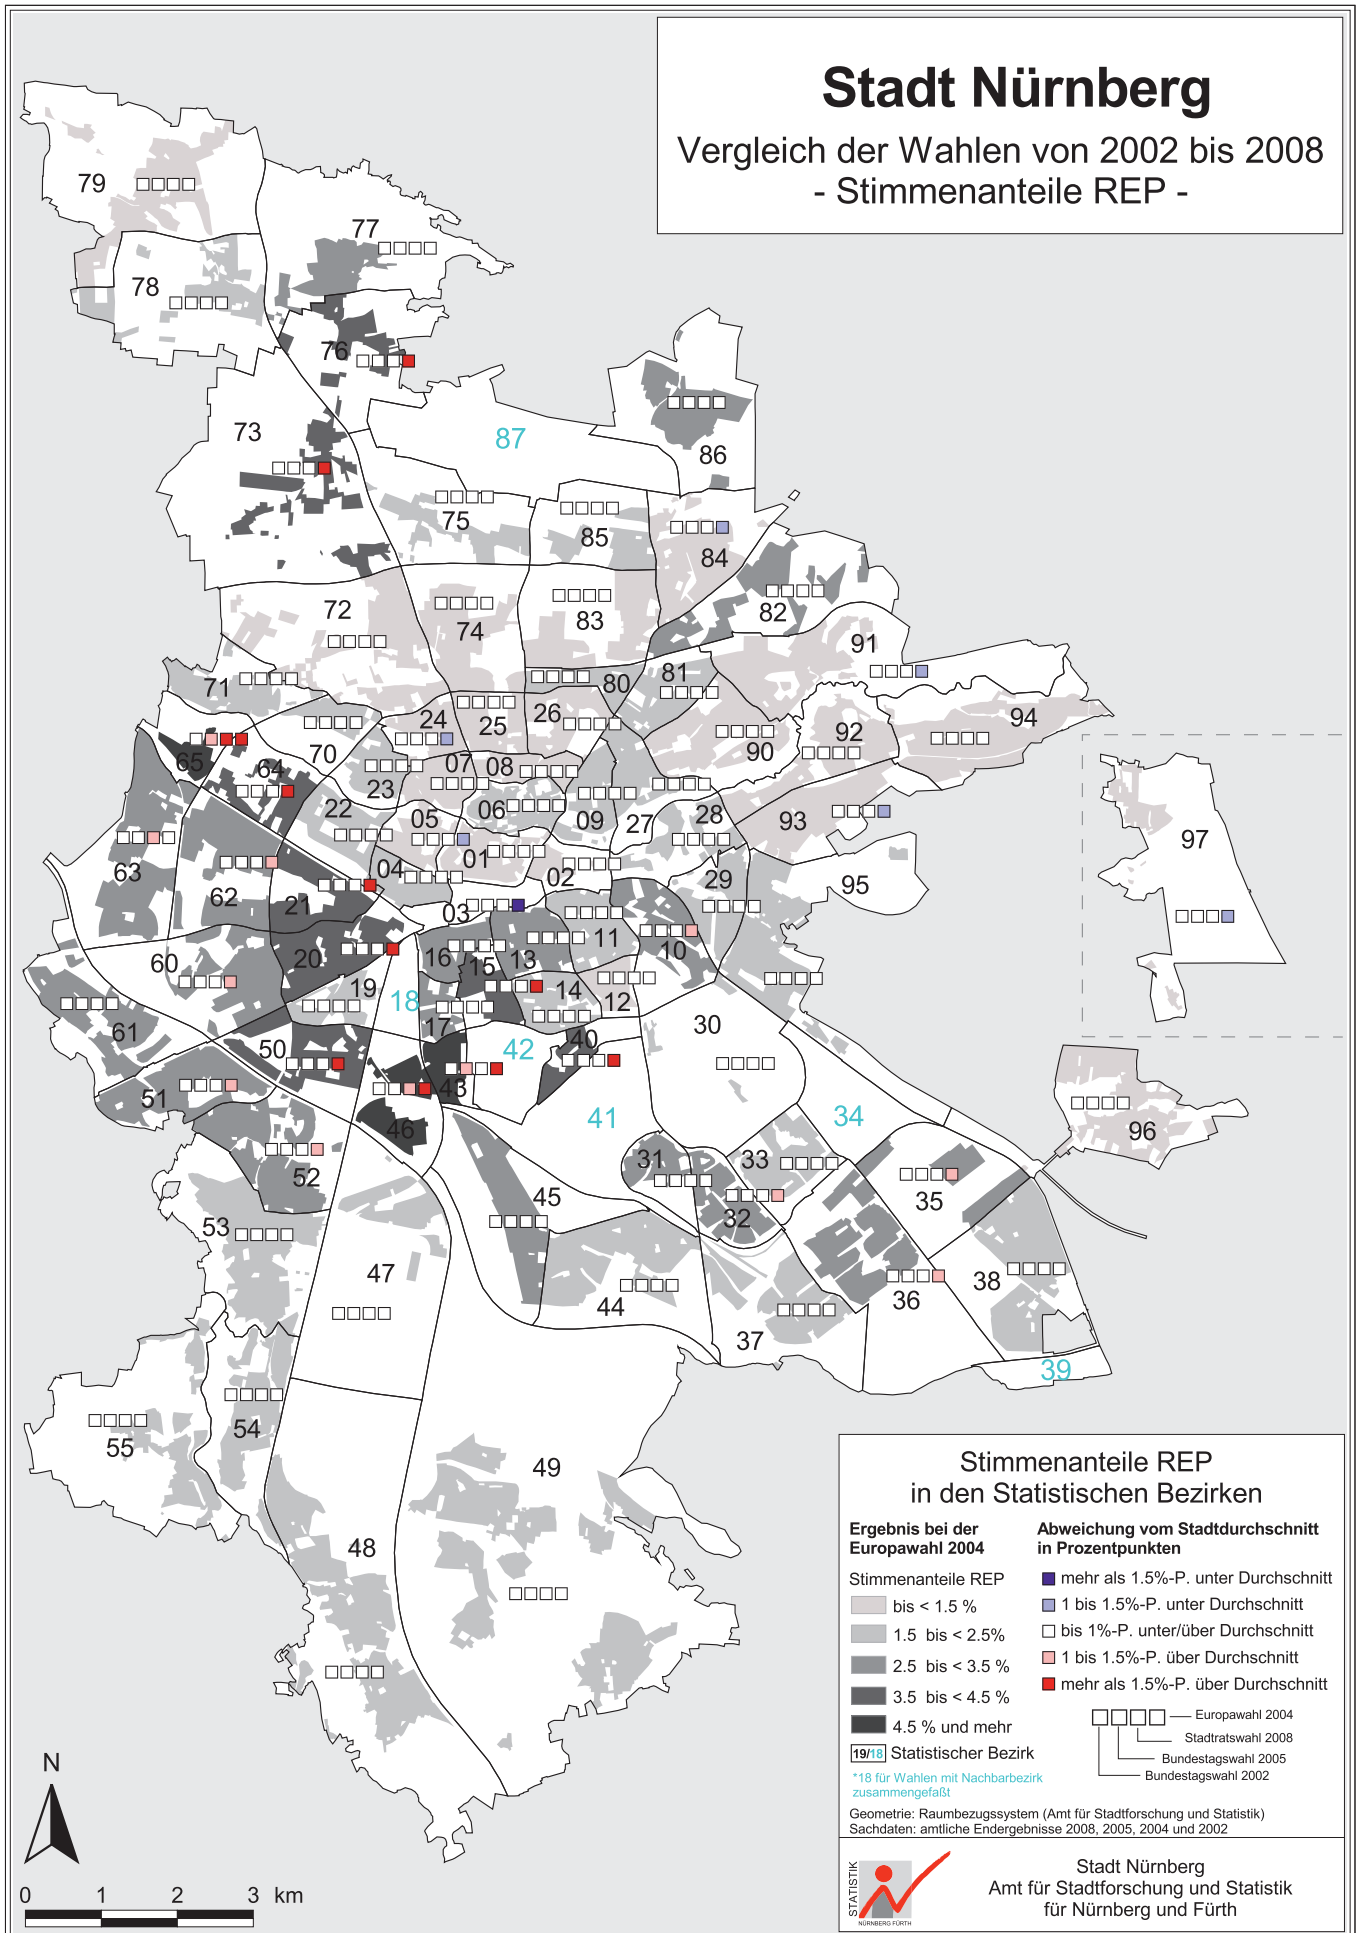 Stadt Nürnberg
Vergleich der Wahlen von 2002 bis 2008
- Stimmenanteile REP -
79
77
78
76
73
87
86
75
85
84
72
74
83
82
91
71
80
81
94
24
25
26
92
90
70
65
64
07
08
23
97
22
06
09
27
28
93
05
01
63
04
02
29
95
62
21
03
11
10
60
20
16
15
13
19
18
14
12
61
17
30
50
42
40
51
43
41
34
46
96
31
33
52
35
45
32
53
47
38
36
44
37
39
54
55
49
48
Stimmenanteile REP
in den Statistischen Bezirken
Ergebnis bei der
Europawahl 2004
Stimmenanteile REP
bis < 1.5 %
1.5 bis < 2.5%
2.5 bis < 3.5 %
3.5 bis < 4.5 %
4.5 % und mehr
19/18 Statistischer Bezirk
*18 für Wahlen mit Nachbarbezirk
zusammengefaßt
Abweichung vom Stadtdurchschnitt
in Prozentpunkten
mehr als 1.5%-P. unter Durchschnitt
1 bis 1.5%-P. unter Durchschnitt
bis 1%-P. unter/über Durchschnitt
1 bis 1.5%-P. über Durchschnitt
mehr als 1.5%-P. über Durchschnitt
Europawahl 2004
Stadtratswahl 2008
Bundestagswahl 2005
Bundestagswahl 2002
Geometrie: Raumbezugssystem (Amt für Stadtforschung und Statistik)
Sachdaten: amtliche Endergebnisse 2008, 2005, 2004 und 2002
STATISTIK
NÜRNBERG FÜRTH
Stadt Nürnberg
Amt für Stadtforschung und Statistik
für Nürnberg und Fürth
N
0 1 2 3 km